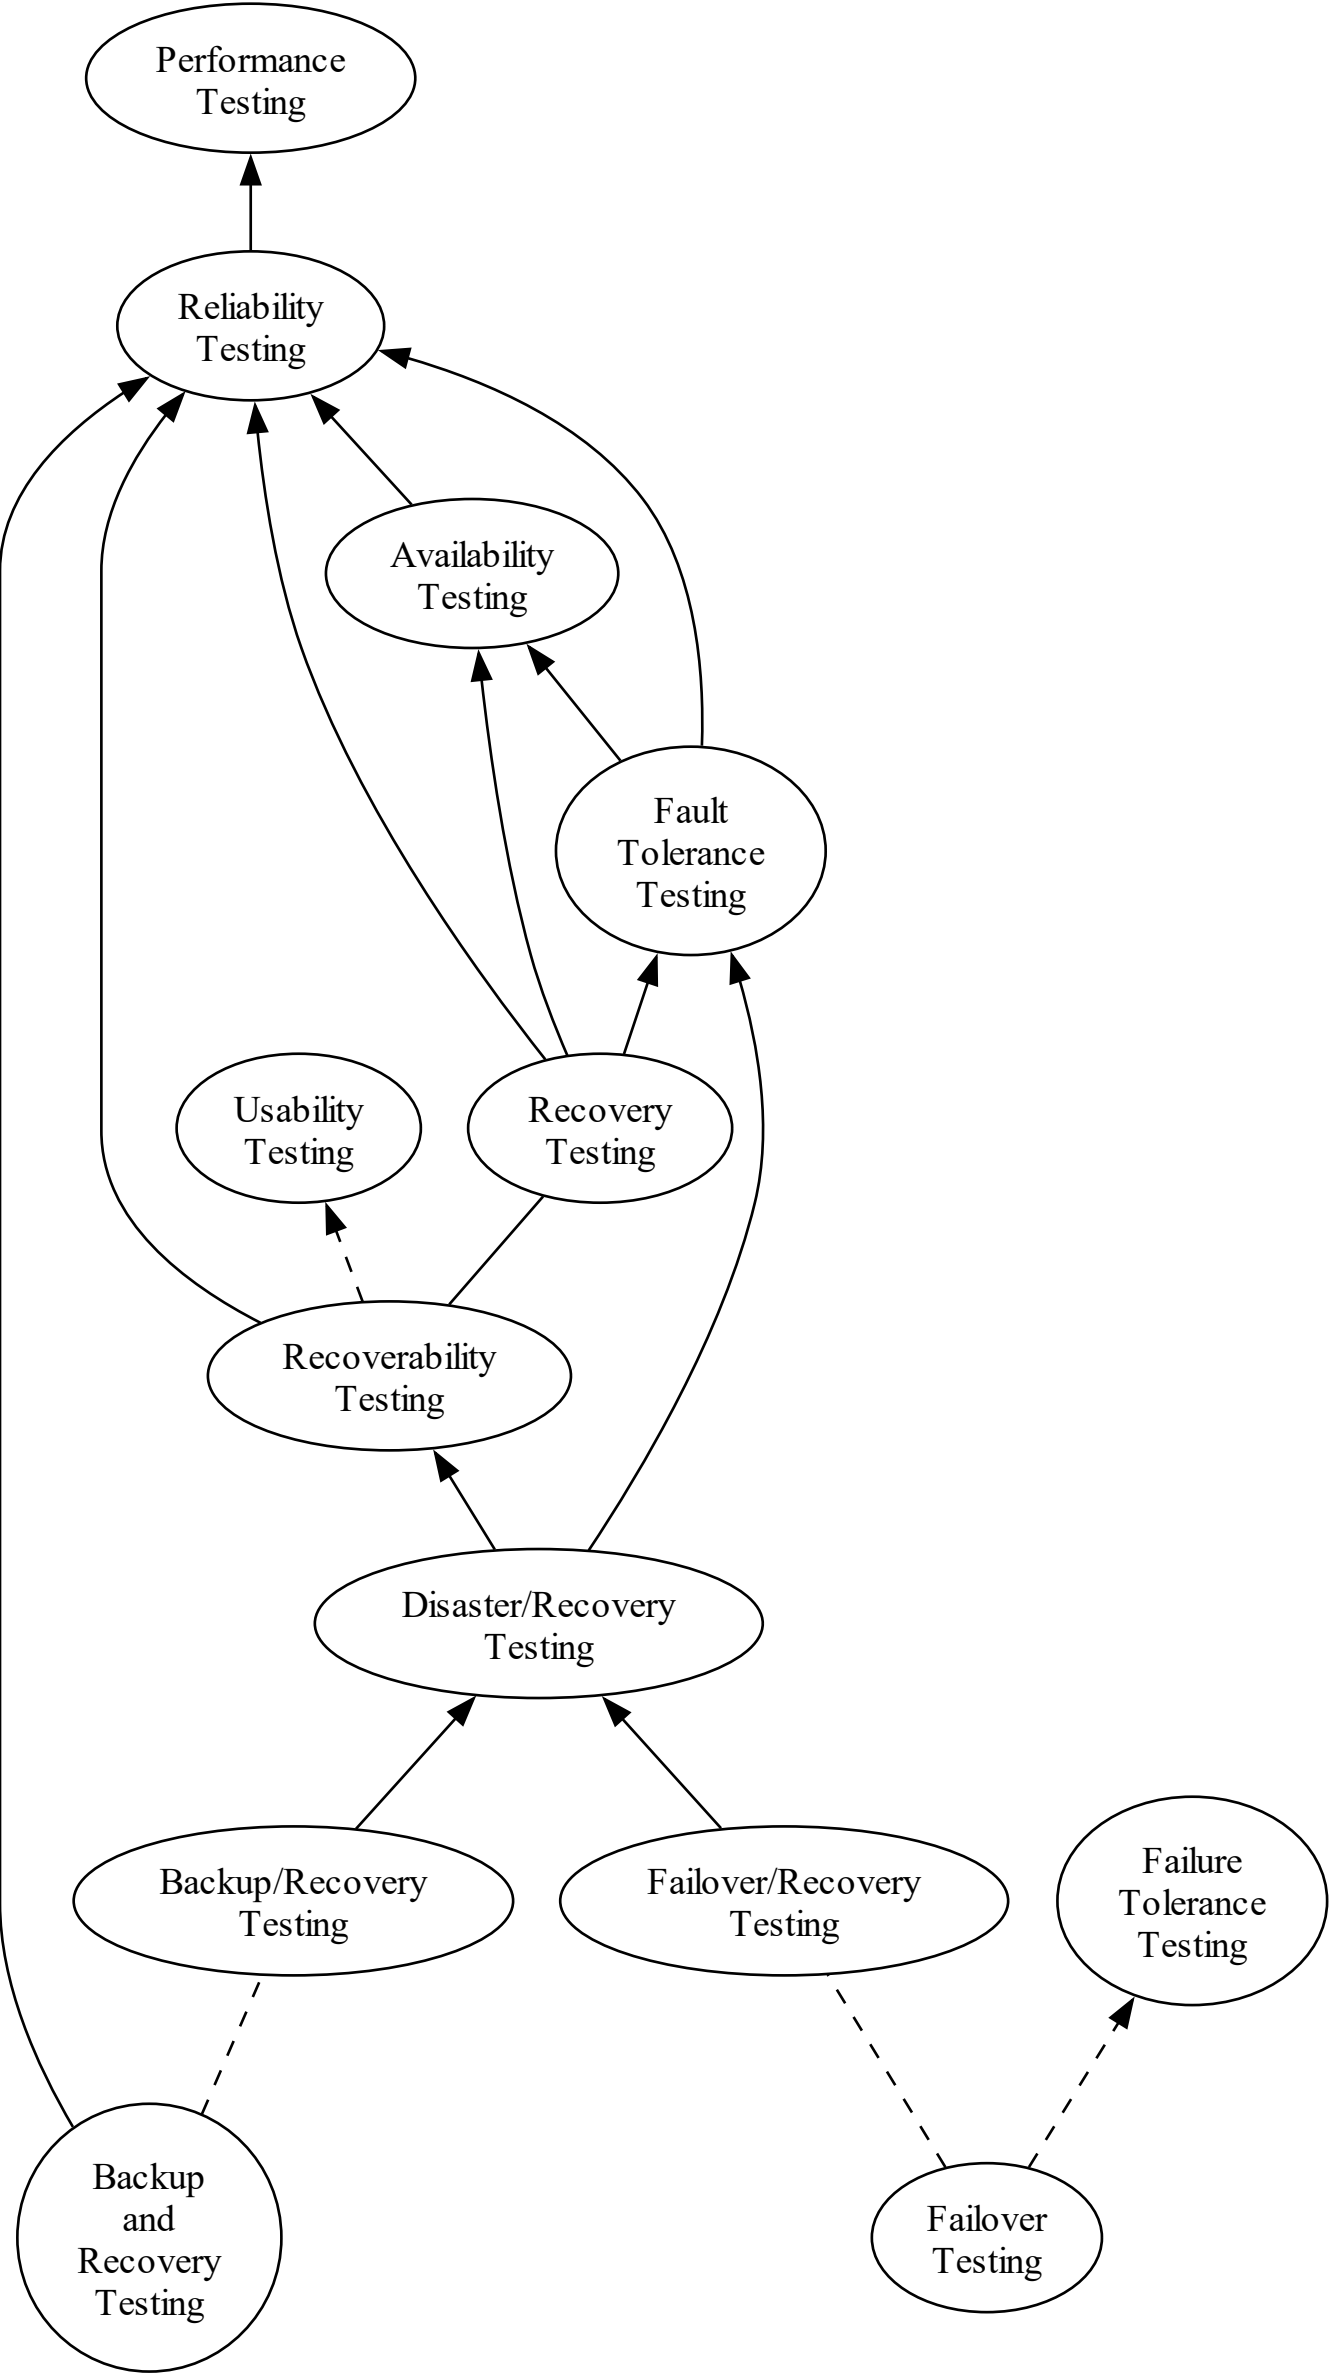 Performance
Testing
Reliability
Testing
Availability
Testing
Fault
Tolerance
Testing
Usability
Testing
Recovery
Testing
Recoverability
Testing
Disaster/Recovery
Testing
Backup/Recovery
Testing
Failover/Recovery
Testing
Failure
Tolerance
Testing
Backup
and
Recovery
Testing
Failover
Testing